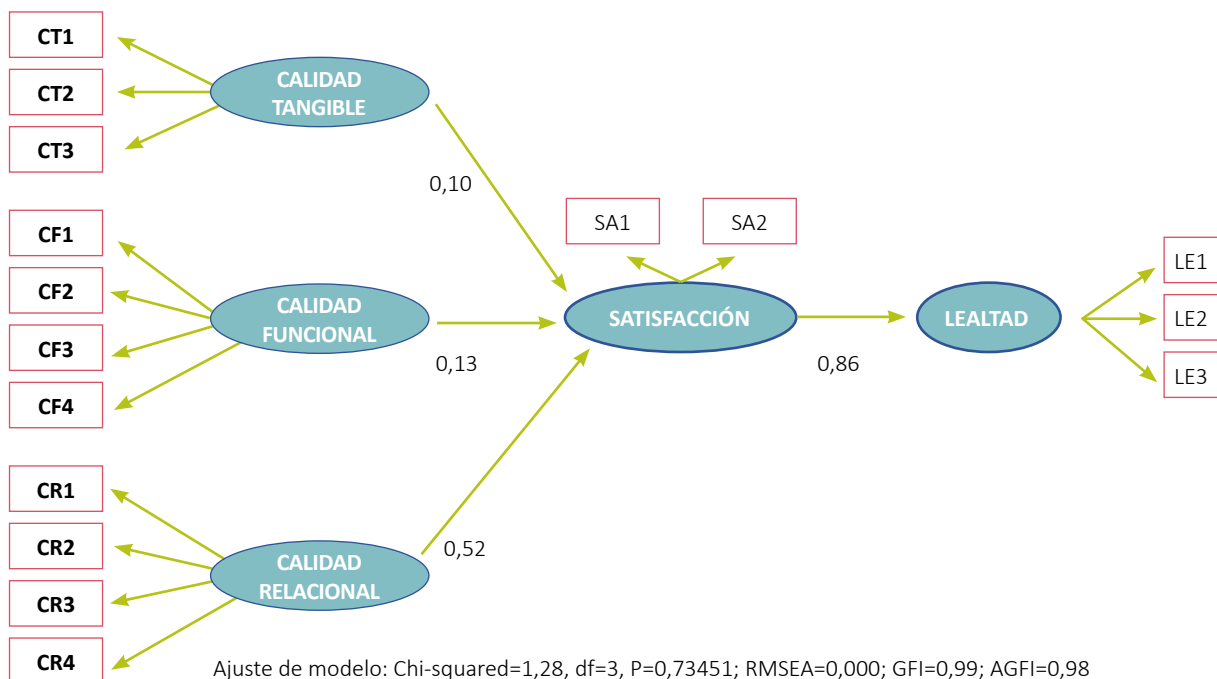 CT1
CT2
CT3
CALIDAD
TANGIBLE
0,10
CF1
CF2
CF3
CF4
CALIDAD
FUNCIONAL
0,13
CR1
CR2
CR3
CR4
CALIDAD
RELACIONAL
0,52
SA1
SA2
SATISFACCIÓN
0,86
LEALTAD
LE1
LE2
LE3
Ajuste de modelo: Chi-squared=1,28, df=3, P=0,73451; RMSEA=0,000; GFI=0,99; AGFI=0,98